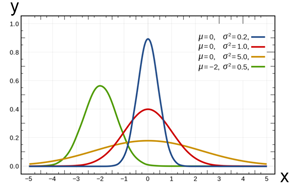 y
1.0
μ= 0, σ²= 0.2,
μ= 0, σ²= 1.0,
μ= 0, σ²= 5.0,
μ= −2, σ²= 0.5,
0.8
0.6
0.4
0.2
0.0
−5 −4 −3 −2 −1 0 1 2 3 4 5
x